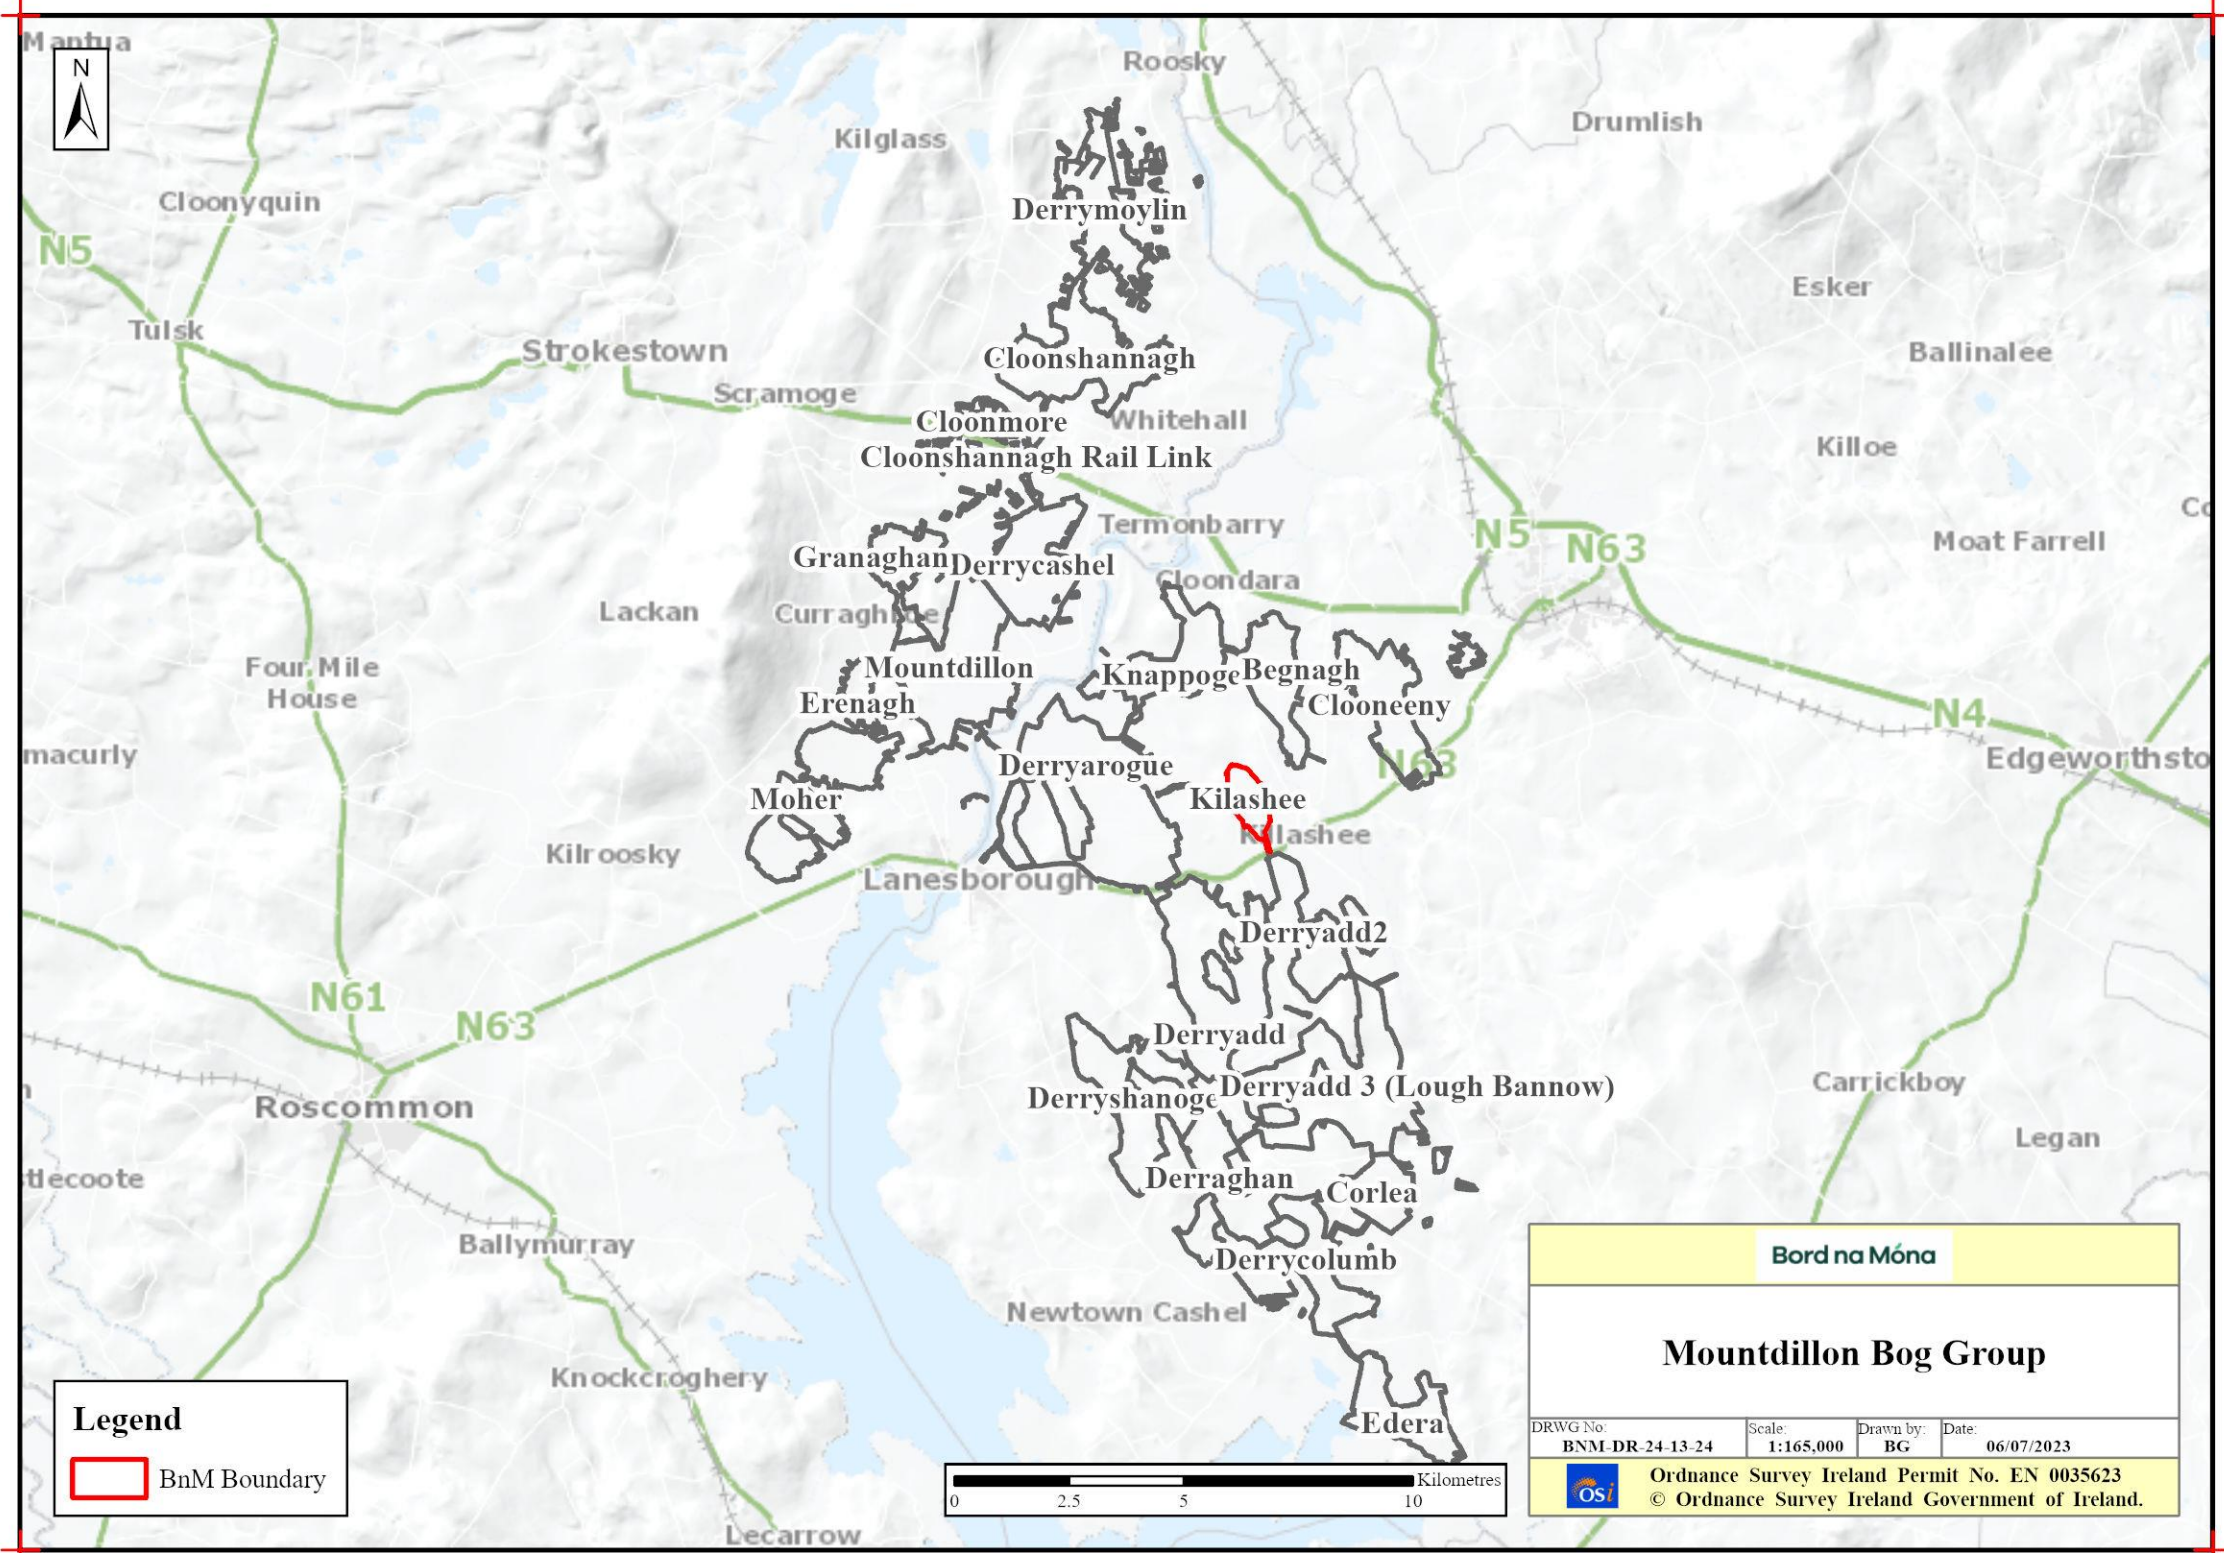 Mantua
N
Roosky
Drumlish
Kilglass
Cloonyquin
Derrymoylin
N5
Esker
Tulsk
Strokestown
Cloonshannagh
Ballinalee
Scramoge
Cloonmore
Whitehall
Killoe
Cloonshannagh Rail Link
Termonbarry
N5
N63
Moat Farrell
Granaghan
Derrycashel
Cloondara
Lackan
Four Mile
House
Mountdillon
Knappoge
Begnagh
Erenagh
Clooneeny
N4
macurly
Derryarogue
N63
Edgeworthsto
Moher
Kilashee
Killashee
Kilroosky
Lanesborough
Derryadd2
N61
N63
Derryadd
Derryshanoge
Derryadd 3 (Lough Bannow)
Carrickboy
Roscommon
Legan
stlecoote
Derraghan
Corlea
Ballymurray
Derrycolumb
Newtown Cashel
Knockcroghery
Edera
Lecarrow
Legend
BnM Boundary
Kilometres
0 2.5 5 10
Bord na Móna
Mountdillon Bog Group
DRWG No: Scale: Drawn by: Date:
BNM-DR-24-13-24 1:165,000 BG 06/07/2023
OSi
Ordnance Survey Ireland Permit No. EN 0035623
© Ordnance Survey Ireland Government of Ireland.